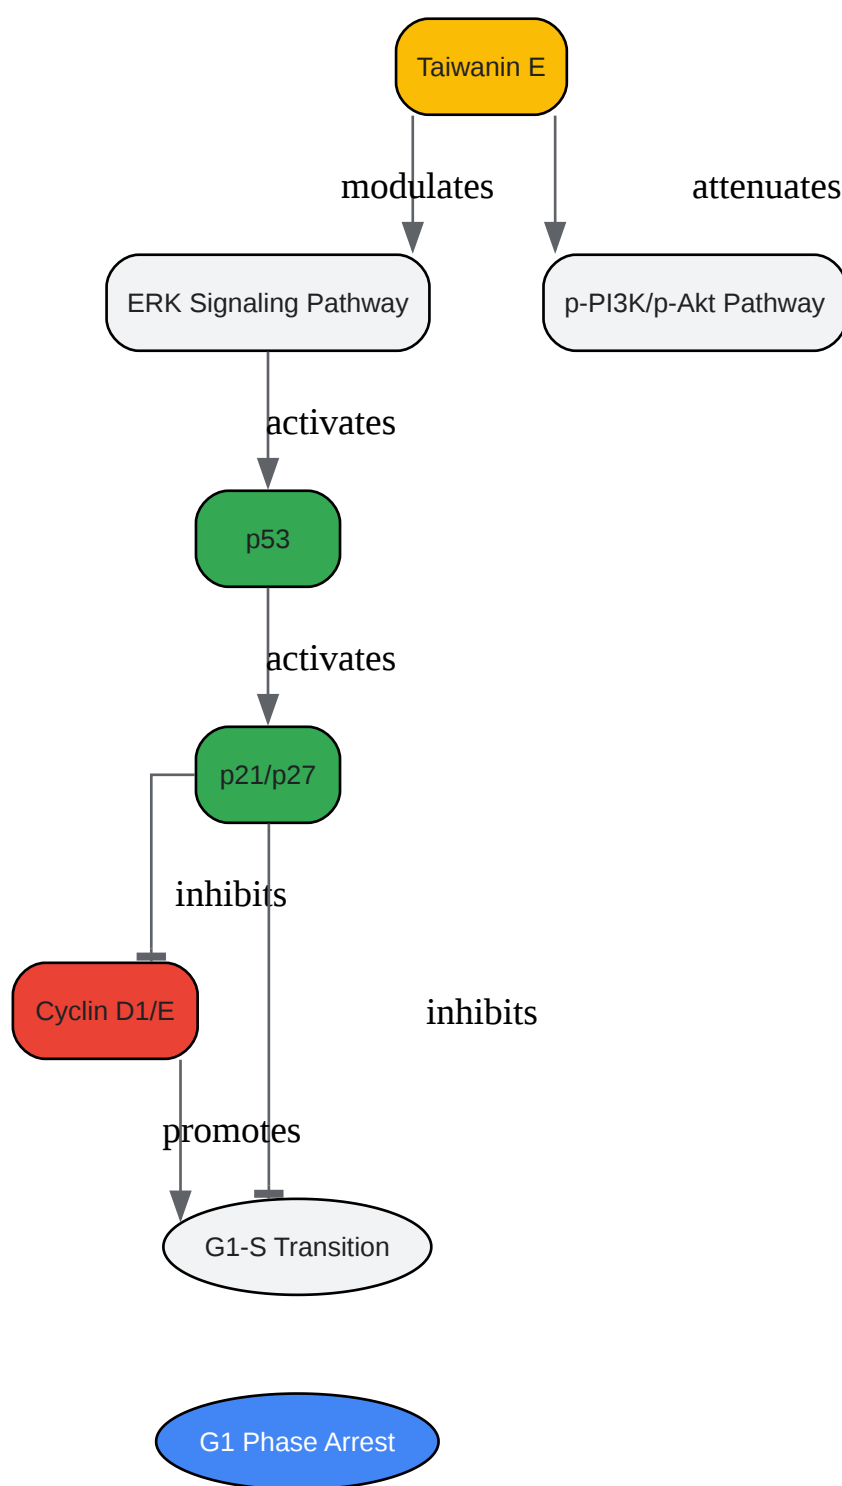 Taiwanin E
modulates
attenuates
ERK Signaling Pathway
p-PI3K/p-Akt Pathway
activates
p53
activates
p21/p27
inhibits
Cyclin D1/E
inhibits
promotes
G1-S Transition
G1 Phase Arrest